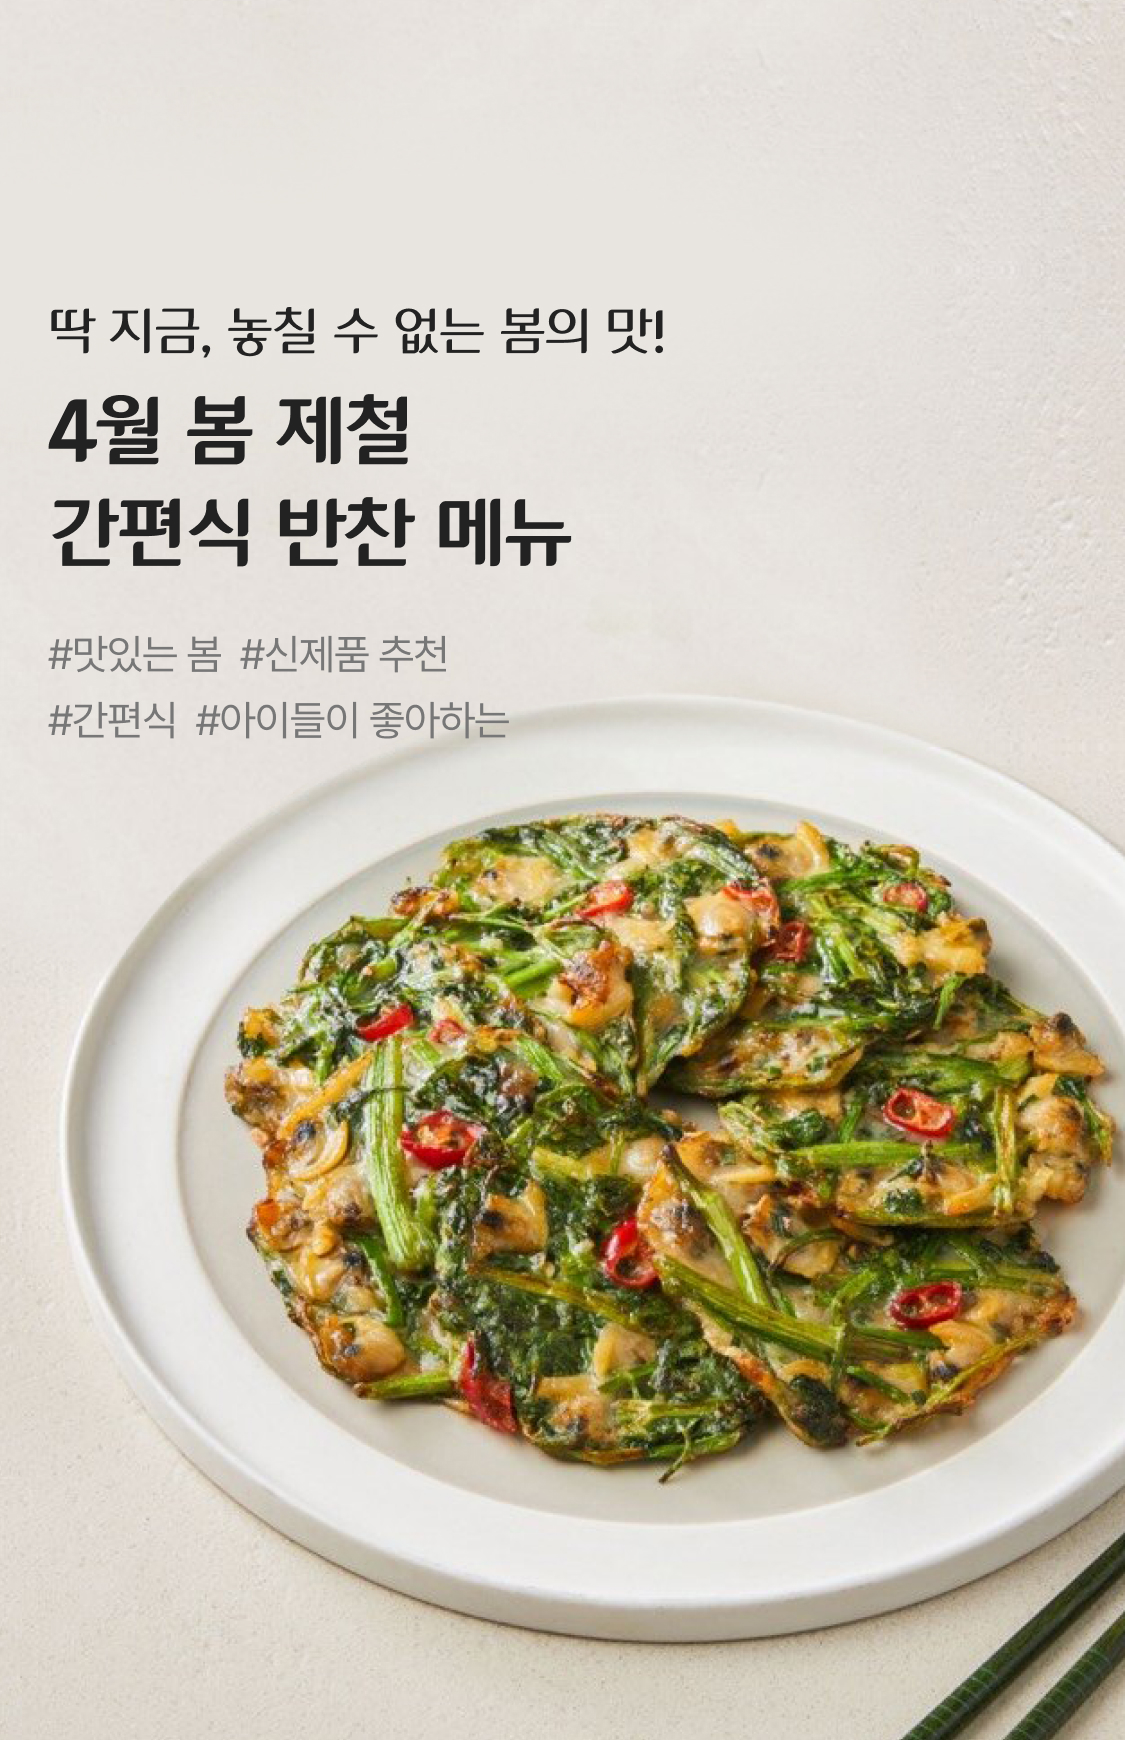 딱 지금, 놓칠 수 없는 봄의 맛!
4월 봄 제철
간편식 반찬 메뉴
#맛있는 봄 #신제품 추천
#간편식 #아이들이 좋아하는